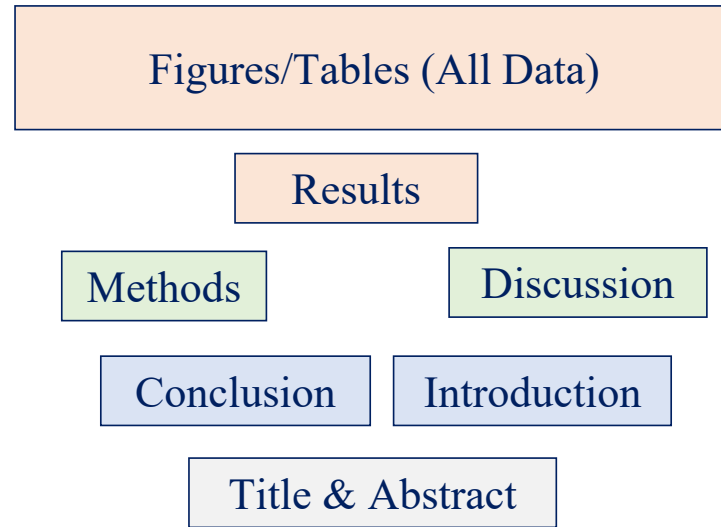 Figures/Tables (All Data)
Results
Methods
Discussion
Conclusion
Introduction
Title & Abstract